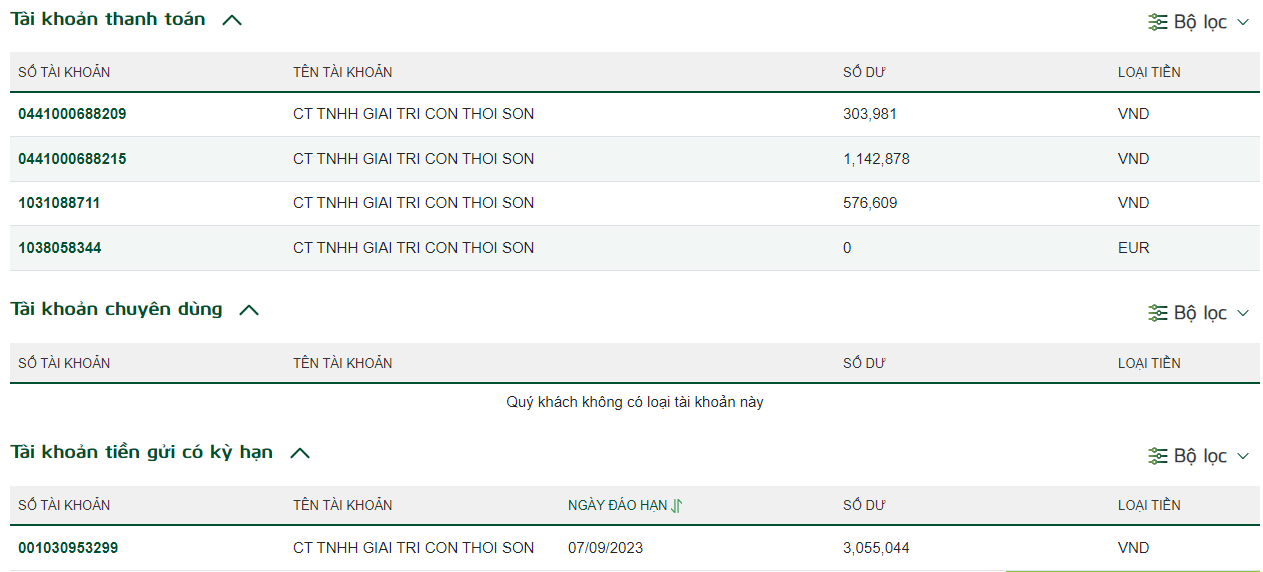 Tài khoản thanh toán
Bộ lọc
SỐ TÀI KHOẢN TÊN TÀI KHOẢN SỐ DƯ LOẠI TIỀN
0441000688209 CT TNHH GIAI TRI CON THOI SON 303,981 VND
0441000688215 CT TNHH GIAI TRI CON THOI SON 1,142,878 VND
1031088711 CT TNHH GIAI TRI CON THOI SON 576,609 VND
1038058344 CT TNHH GIAI TRI CON THOI SON 0 EUR
Tài khoản chuyên dùng
Bộ lọc
SỐ TÀI KHOẢN TÊN TÀI KHOẢN SỐ DƯ LOẠI TIỀN
Quý khách không có loại tài khoản này
Tài khoản tiền gửi có kỳ hạn
Bộ lọc
SỐ TÀI KHOẢN TÊN TÀI KHOẢN NGÀY ĐÁO HẠN SỐ DƯ LOẠI TIỀN
001030953299 CT TNHH GIAI TRI CON THOI SON 07/09/2023 3,055,044 VND